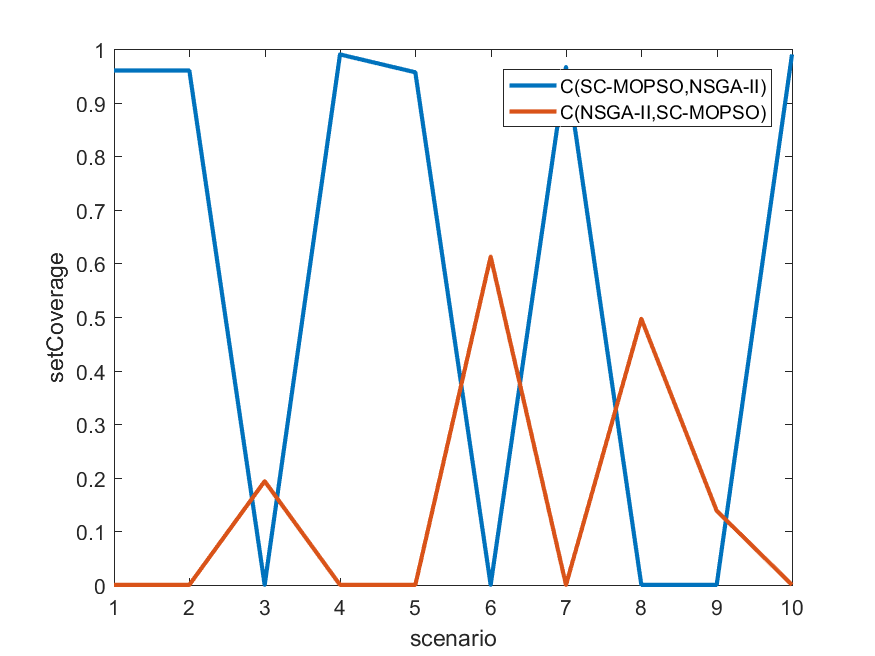 C(SC-MOPSO,NSGA-II)
C(NSGA-II,SC-MOPSO)
1
0.9
0.8
0.7
0.6
0.5
0.4
0.3
0.2
0.1
0
setCoverage
1 2 3 4 5 6 7 8 9 10
scenario